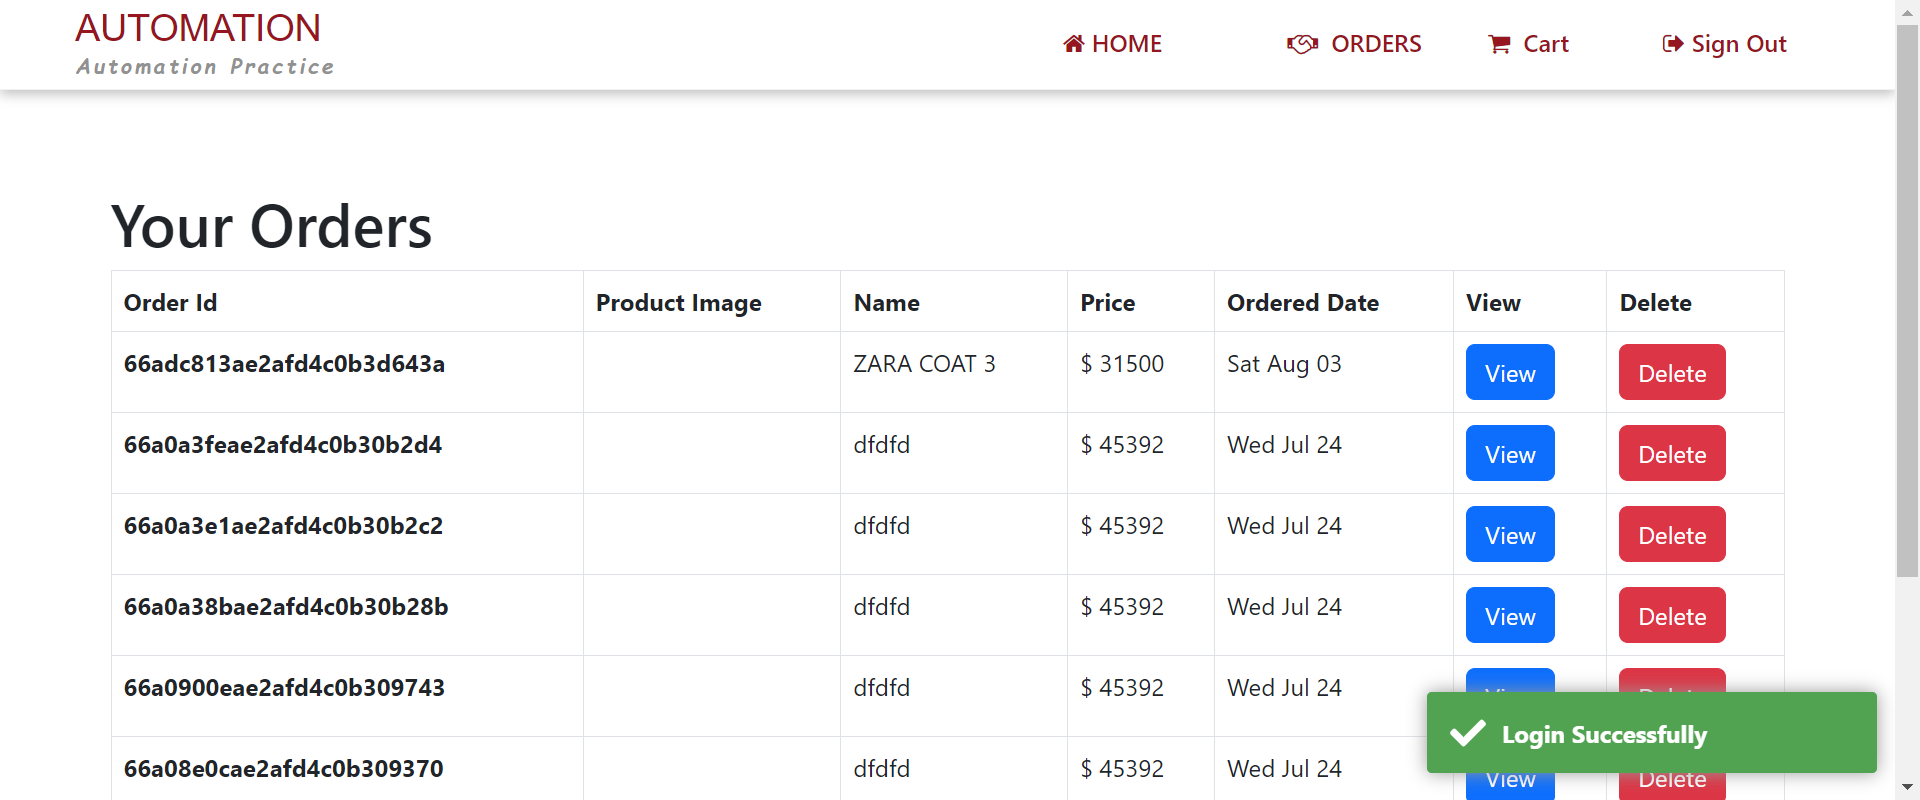 AUTOMATION
Automation Practice
HOME ORDERS Cart Sign Out
Your Orders
Order Id Product Image Name Price Ordered Date View Delete
66adc813ae2afd4c0b3d643a ZARA COAT 3 $ 31500 Sat Aug 03 View Delete
66a0a3feae2afd4c0b30b2d4 dfdfd $ 45392 Wed Jul 24 View Delete
66a0a3e1ae2afd4c0b30b2c2 dfdfd $ 45392 Wed Jul 24 View Delete
66a0a38bae2afd4c0b30b28b dfdfd $ 45392 Wed Jul 24 View Delete
66a0900eae2afd4c0b309743 dfdfd $ 45392 Wed Jul 24 View Delete
Login Successfully
66a08e0cae2afd4c0b309370 dfdfd $ 45392 Wed Jul 24 View Delete